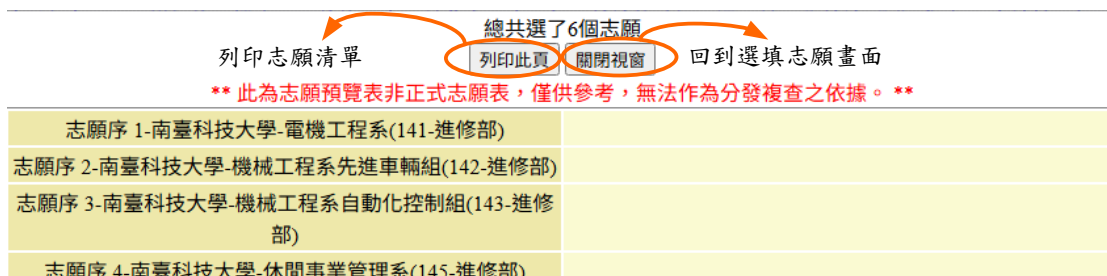 總共選了6個志願
列印志願清單 列印此頁 關閉視窗 回到選填志願畫面
** 此為志願預覽表非正式志願表，僅供參考，無法作為分發複查之依據。 **
志願序 1-南臺科技大學-電機工程系(141-進修部)
志願序 2-南臺科技大學-機械工程系先進車輛組(142-進修部)
志願序 3-南臺科技大學-機械工程系自動化控制組(143-進修
部)
志願序 4-南臺科技大學-休閒事業管理系(145-進修部)